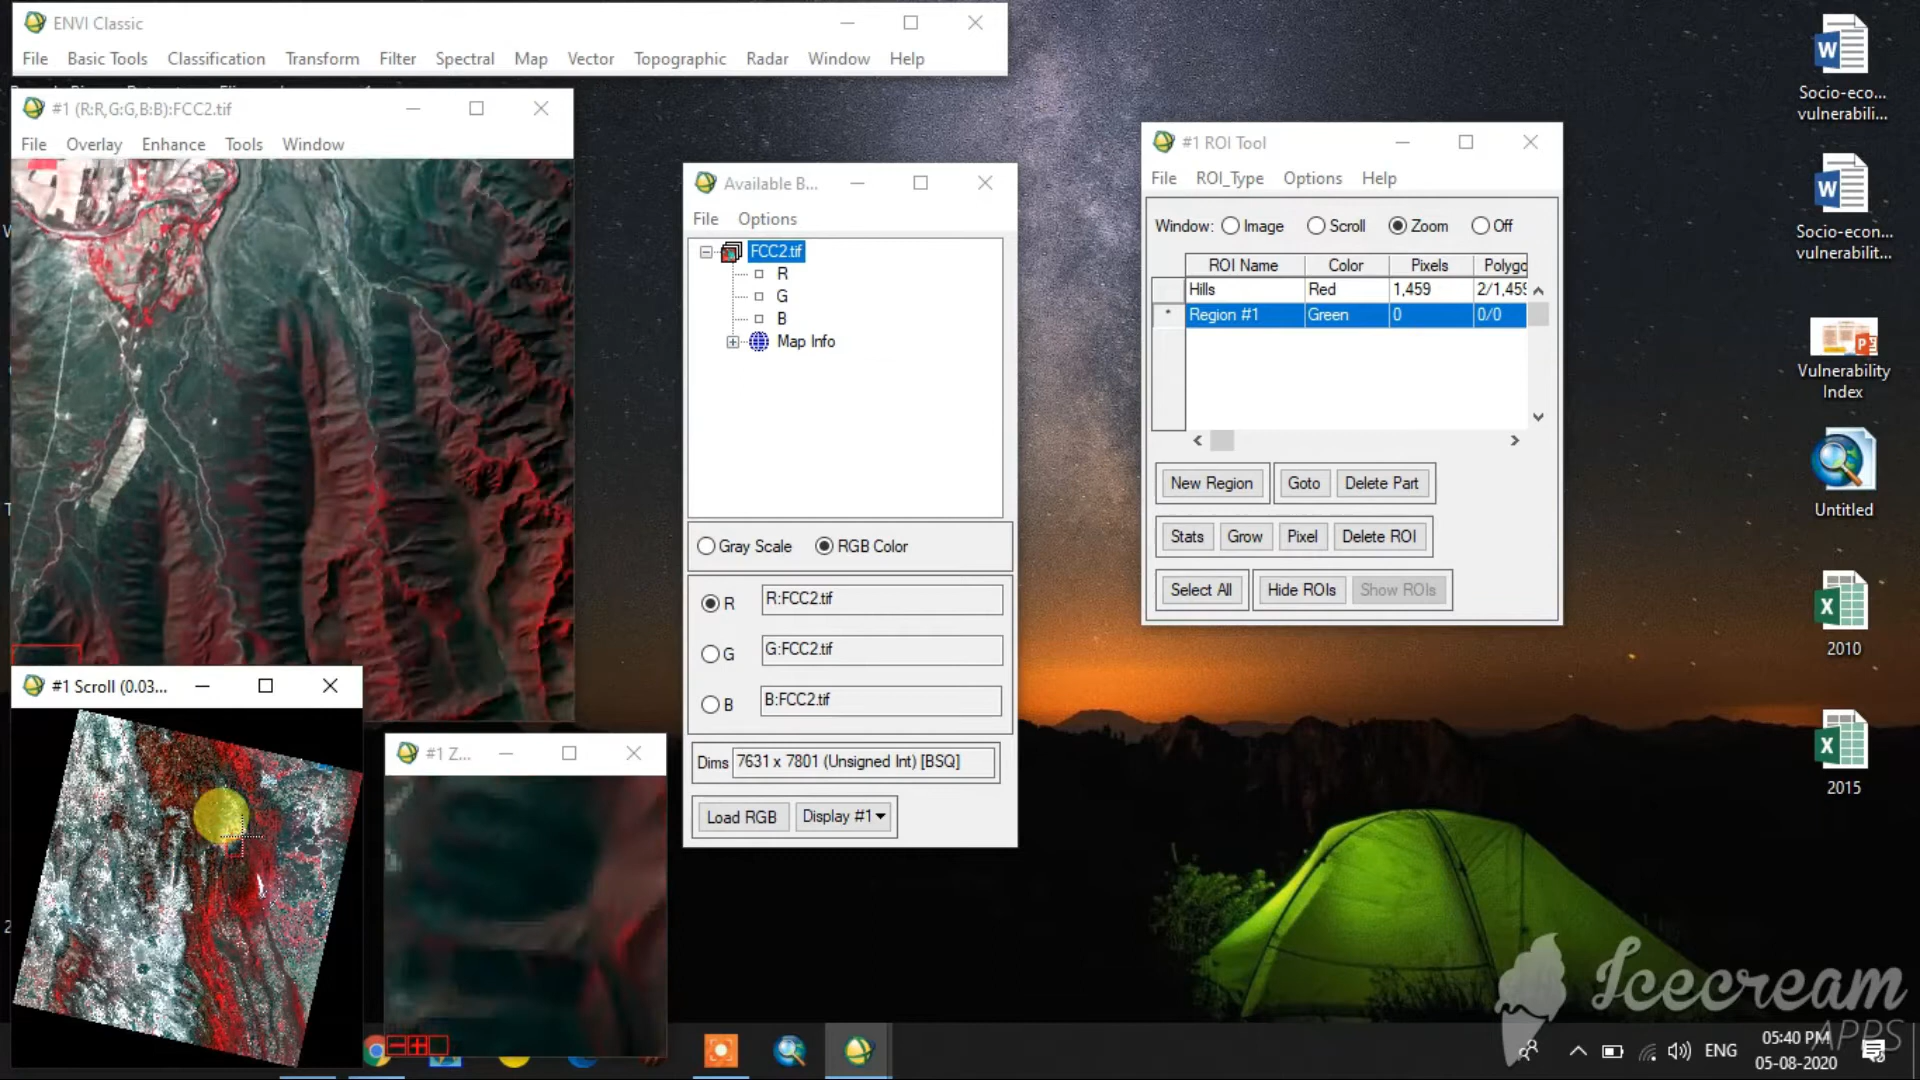 ENVI Classic
File Basic Tools Classification Transform Filter Spectral Map Vector Topographic Radar Window Help
#1 (R:R,G:G,B:B):FCC2.tif
File Overlay Enhance Tools Window
Available B...
File Options
FCC2.tif
R
G
B
Map Info
Gray Scale RGB Color
R R:FCC2.tif
G G:FCC2.tif
B B:FCC2.tif
Dims 7631 x 7801 (Unsigned Int) [BSQ]
Load RGB Display #1
#1 ROI Tool
File ROI_Type Options Help
Window: Image Scroll Zoom Off
ROI Name Color Pixels Polygo
Hills Red 1,459 2/1,459
* Region #1 Green 0 0/0
New Region Goto Delete Part
Stats Grow Pixel Delete ROI
Select All Hide ROIs Show ROIs
#1 Scroll (0.03...
#1 Z...
Socio-eco...
vulnerabili...
Socio-econ...
vulnerabilit...
Vulnerability
Index
Untitled
2010
2015
Icecream
APPS
ENG
05:40 PM
05-08-2020